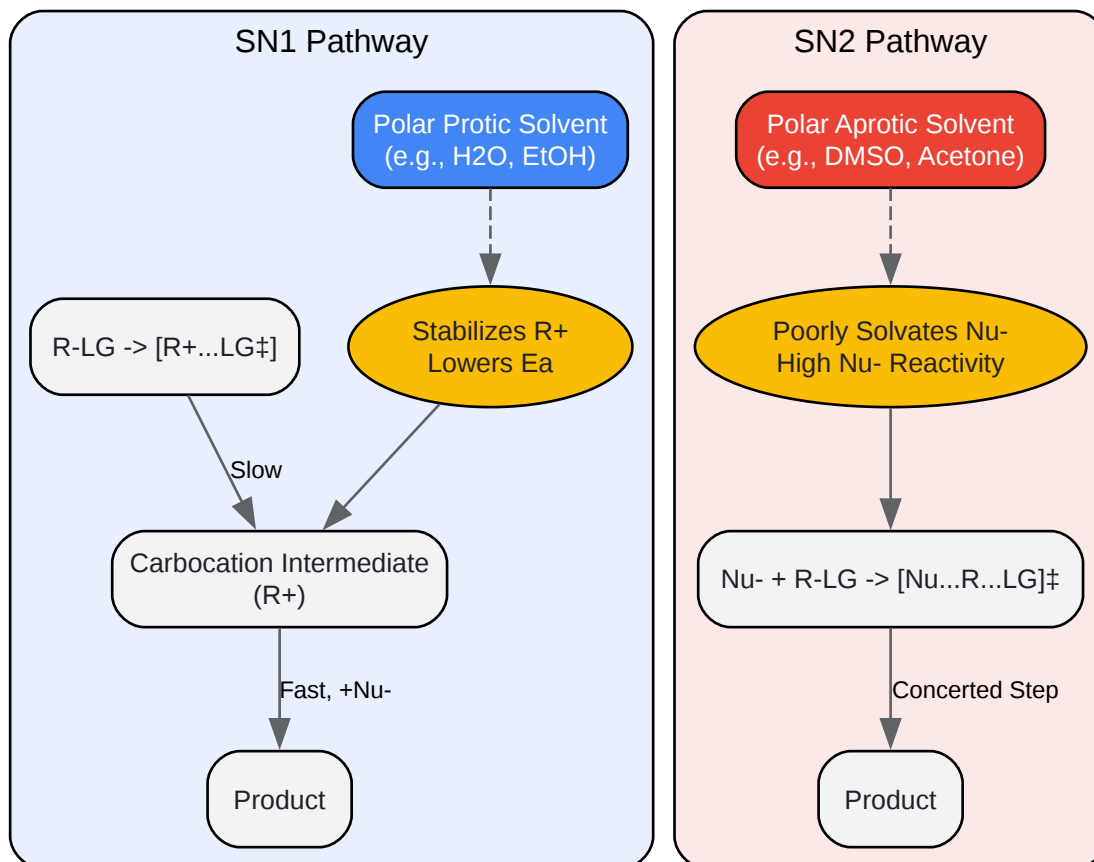 SN1 Pathway
Polar Protic Solvent
(e.g., H2O, EtOH)
R-LG -> [R+...LG‡]
Stabilizes R+
Lowers Ea
Slow
Carbocation Intermediate
(R+)
Fast, +Nu-
Product
SN2 Pathway
Polar Aprotic Solvent
(e.g., DMSO, Acetone)
Poorly Solvates Nu-
High Nu- Reactivity
Nu- + R-LG -> [Nu...R...LG]‡
Concerted Step
Product